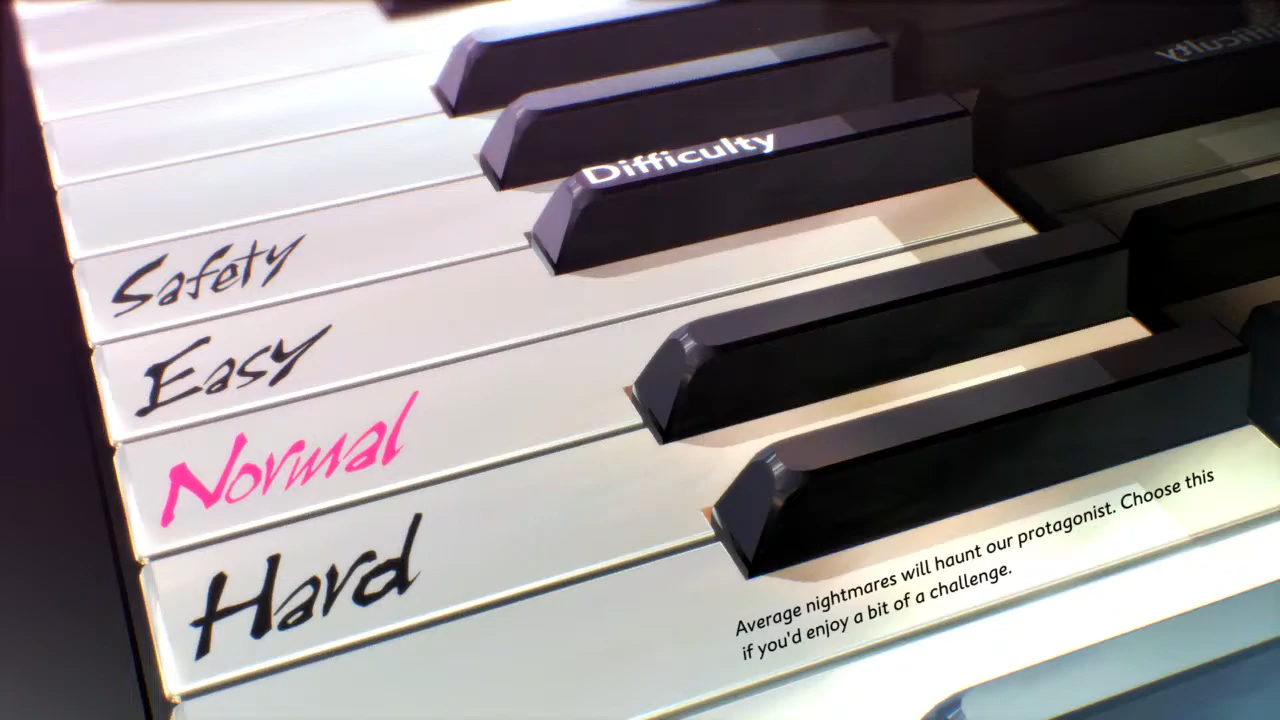 Difficulty
Safety
Easy
Normal
Hard
Average nightmares will haunt our protagonist. Choose this
if you'd enjoy a bit of a challenge.